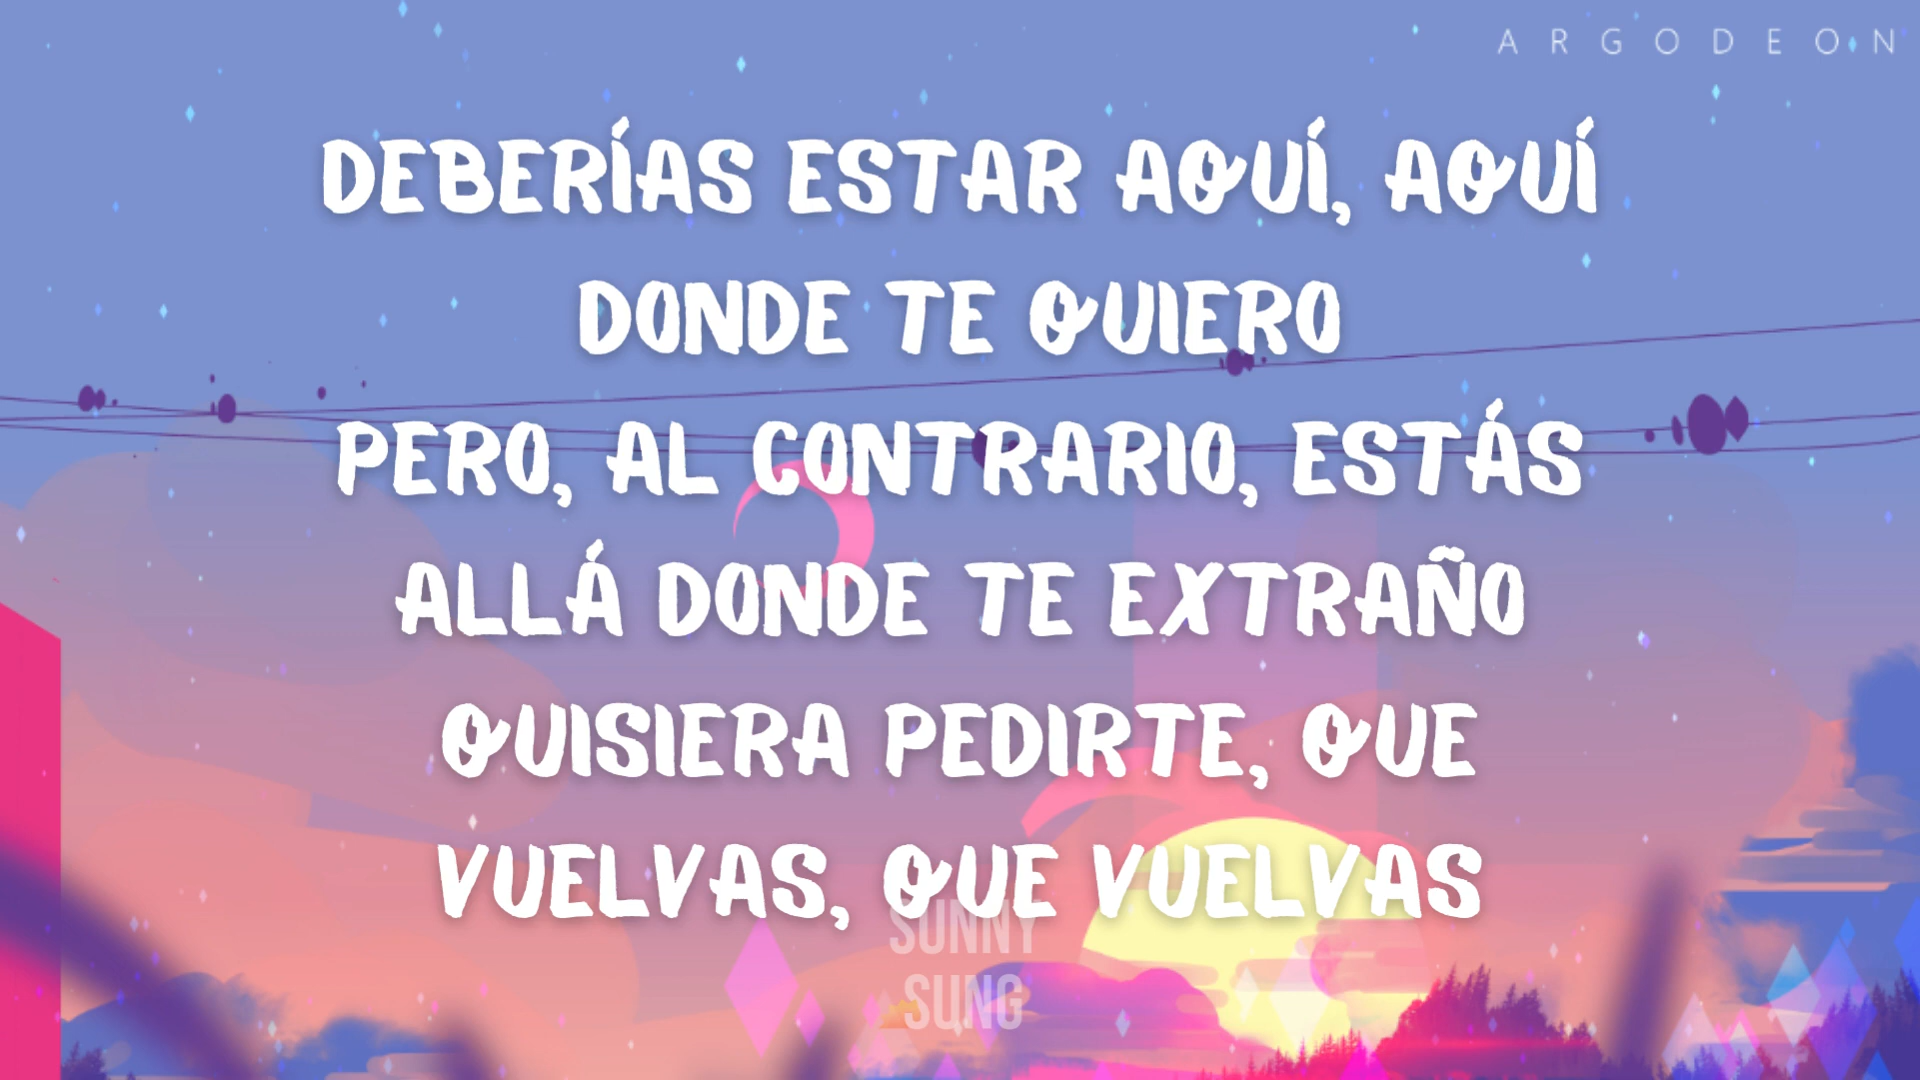 ARGODEON
DEBERÍAS ESTAR AQUÍ, AQUÍ
DONDE TE QUIERO
PERO, AL CONTRARIO, ESTÁS
ALLÁ DONDE TE EXTRAÑO
QUISIERA PEDIRTE, QUE
VUELVAS, QUE VUELVAS
SUNNY
SUNG